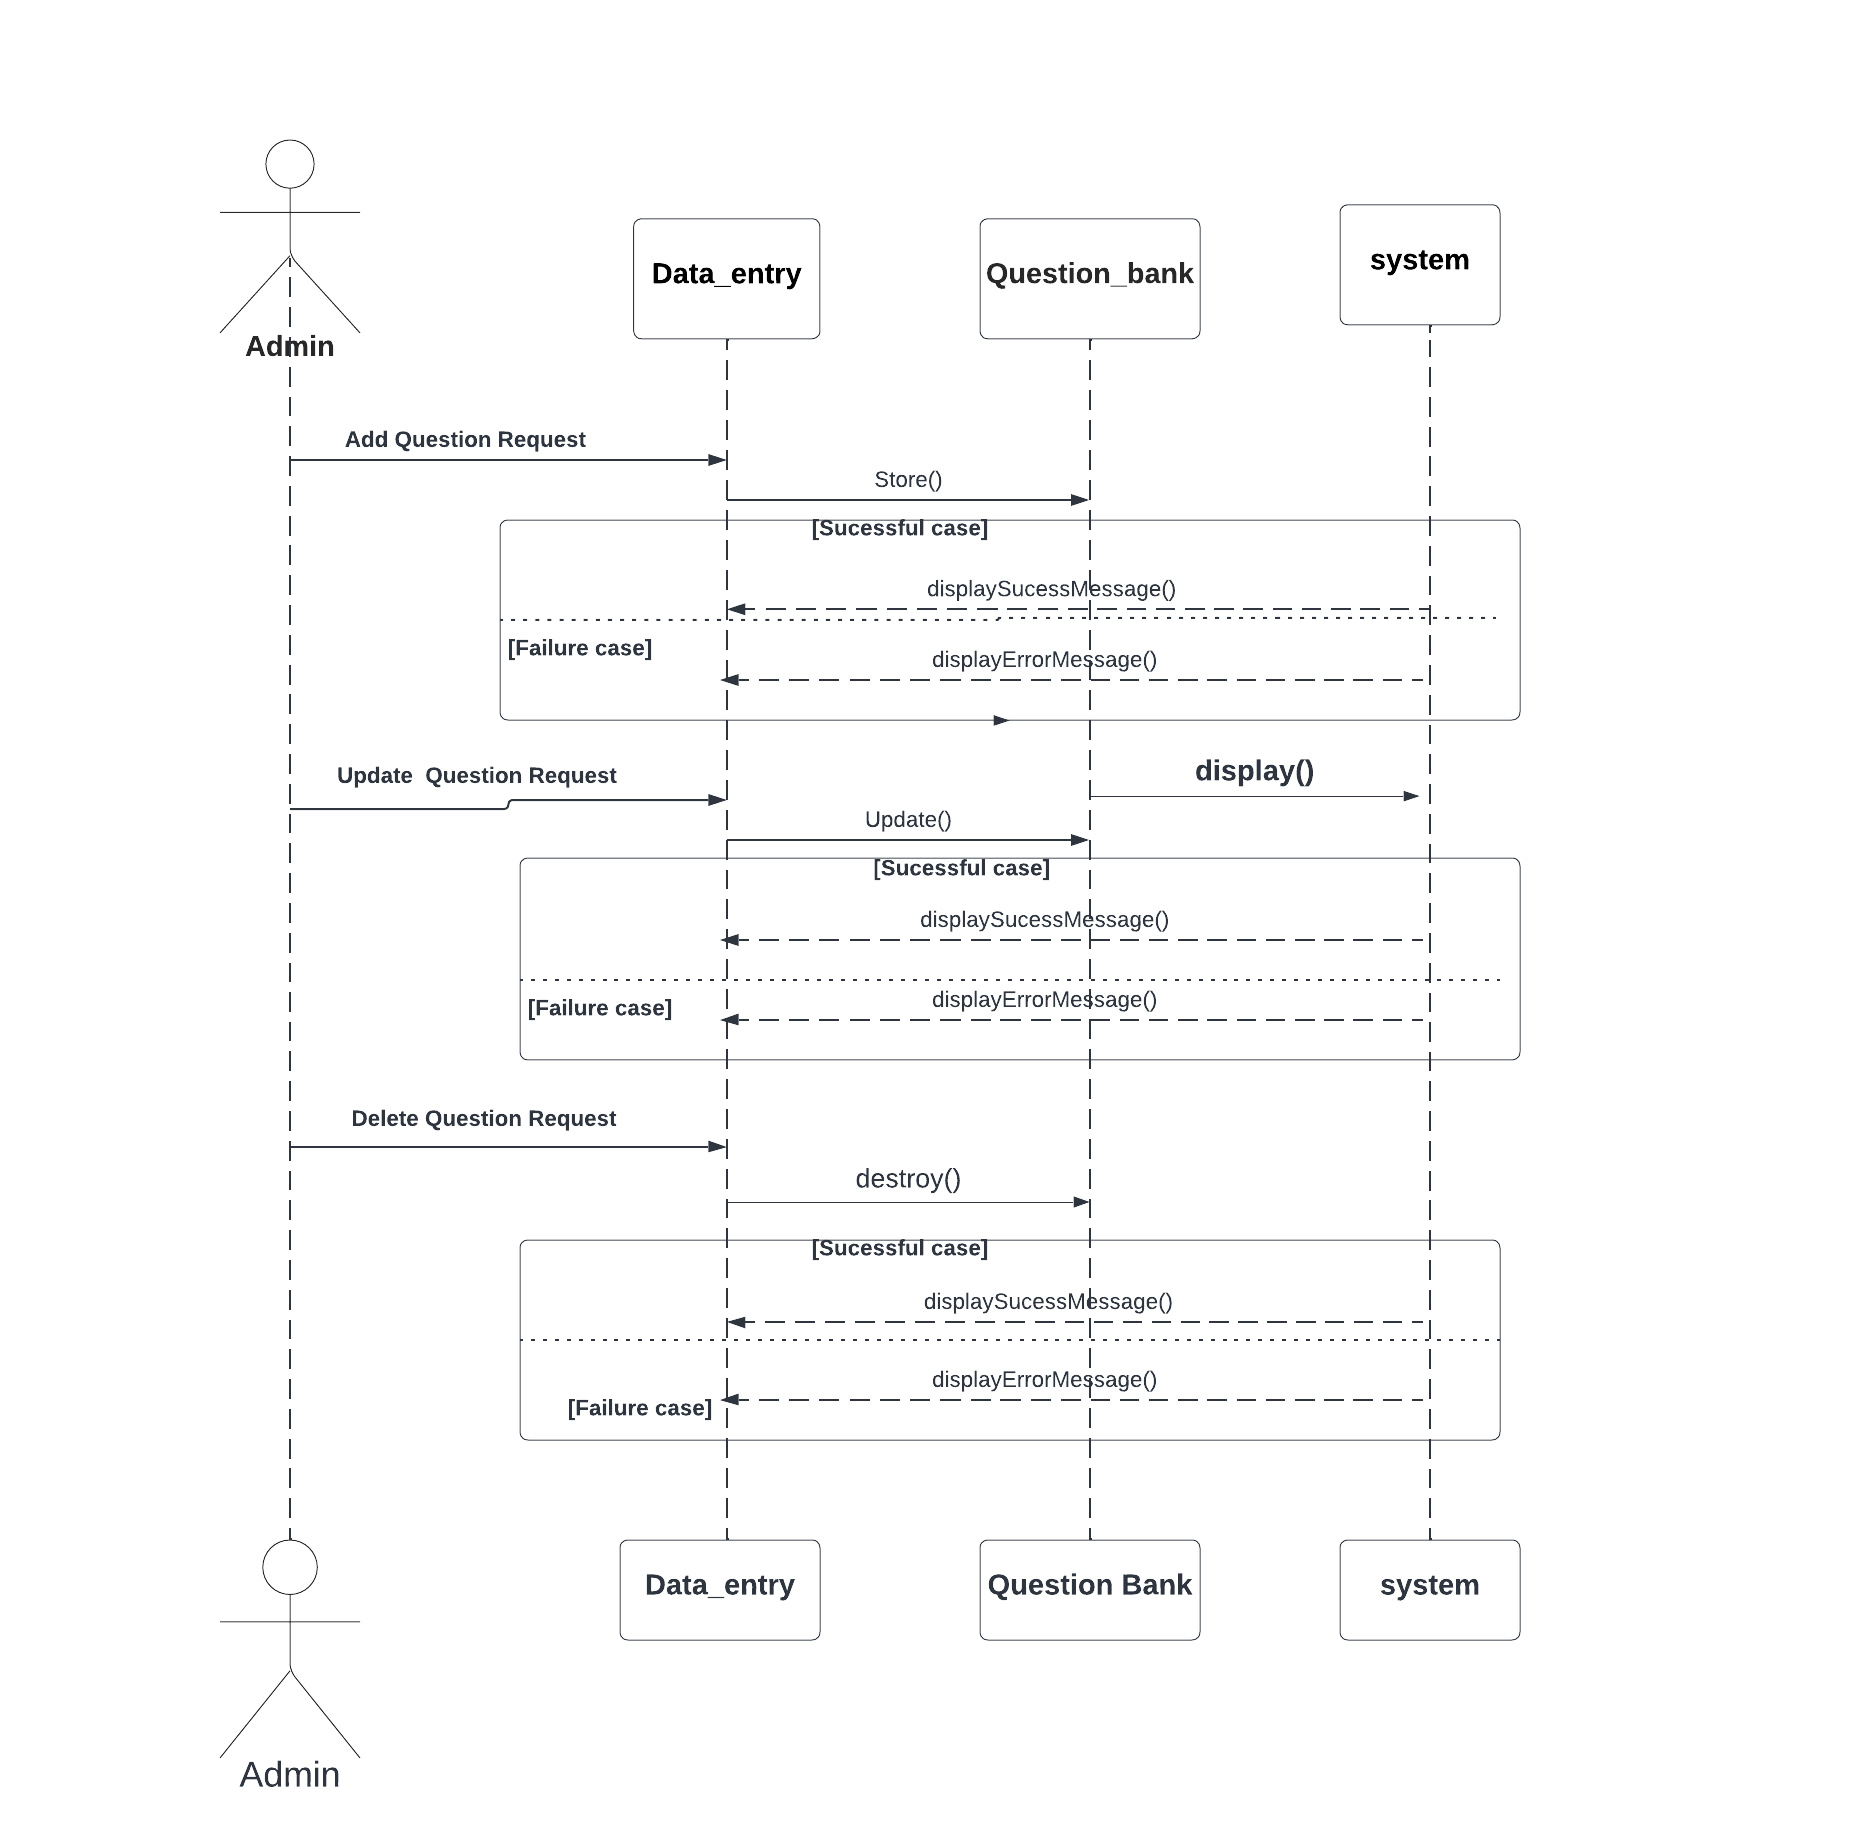 system
Data_entry
Question_bank
Admin
Add Question Request
Store()
[Sucessful case]
displaySucessMessage()
[Failure case]
displayErrorMessage()
display()
Update  Question Request
Update()
[Sucessful case]
displaySucessMessage()
displayErrorMessage()
[Failure case]
Delete Question Request
destroy()
[Sucessful case]
displaySucessMessage()
displayErrorMessage()
[Failure case]
Data_entry
Question Bank
system
Admin